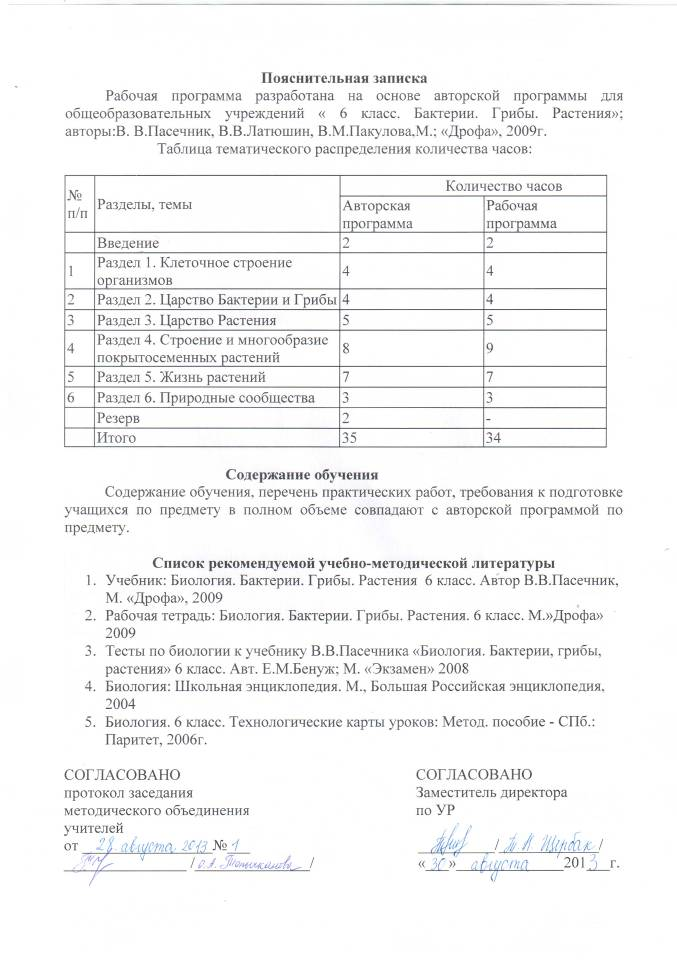 Пояснительная записка
Рабочая программа разработана на основе авторской программы для
общеобразовательных учреждений « 6 класс. Бактерии. Грибы. Растения»;
авторы:В. В.Пасечник, В.В.Латюшин, В.М.Пакулова,М.; «Дрофа», 2009г.
Таблица тематического распределения количества часов:
№ п/п Разделы, темы Количество часов
Авторская программа Рабочая программа
Введение 2 2
1 Раздел 1. Клеточное строение организмов 4 4
2 Раздел 2. Царство Бактерии и Грибы 4 4
3 Раздел 3. Царство Растения 5 5
4 Раздел 4. Строение и многообразие покрытосеменных растений 8 9
5 Раздел 5. Жизнь растений 7 7
6 Раздел 6. Природные сообщества 3 3
Резерв 2 -
Итого 35 34
Содержание обучения
Содержание обучения, перечень практических работ, требования к подготовке
учащихся по предмету в полном объеме совпадают с авторской программой по
предмету.
Список рекомендуемой учебно-методической литературы
1. Учебник: Биология. Бактерии. Грибы. Растения 6 класс. Автор В.В.Пасечник,
М. «Дрофа», 2009
2. Рабочая тетрадь: Биология. Бактерии. Грибы. Растения. 6 класс. М.»Дрофа»
2009
3. Тесты по биологии к учебнику В.В.Пасечника «Биология. Бактерии, грибы,
растения» 6 класс. Авт. Е.М.Бенуж; М. «Экзамен» 2008
4. Биология: Школьная энциклопедия. М., Большая Российская энциклопедия,
2004
5. Биология. 6 класс. Технологические карты уроков: Метод. пособие - СПб.:
Паритет, 2006г.
СОГЛАСОВАНО
протокол заседания
методического объединения
учителей
от 28 августа 2013 № 1
/ О.А. /
СОГЛАСОВАНО
Заместитель директора
по УР
/ Т.Н. Щербак /
« 30 » августа 2013 г.